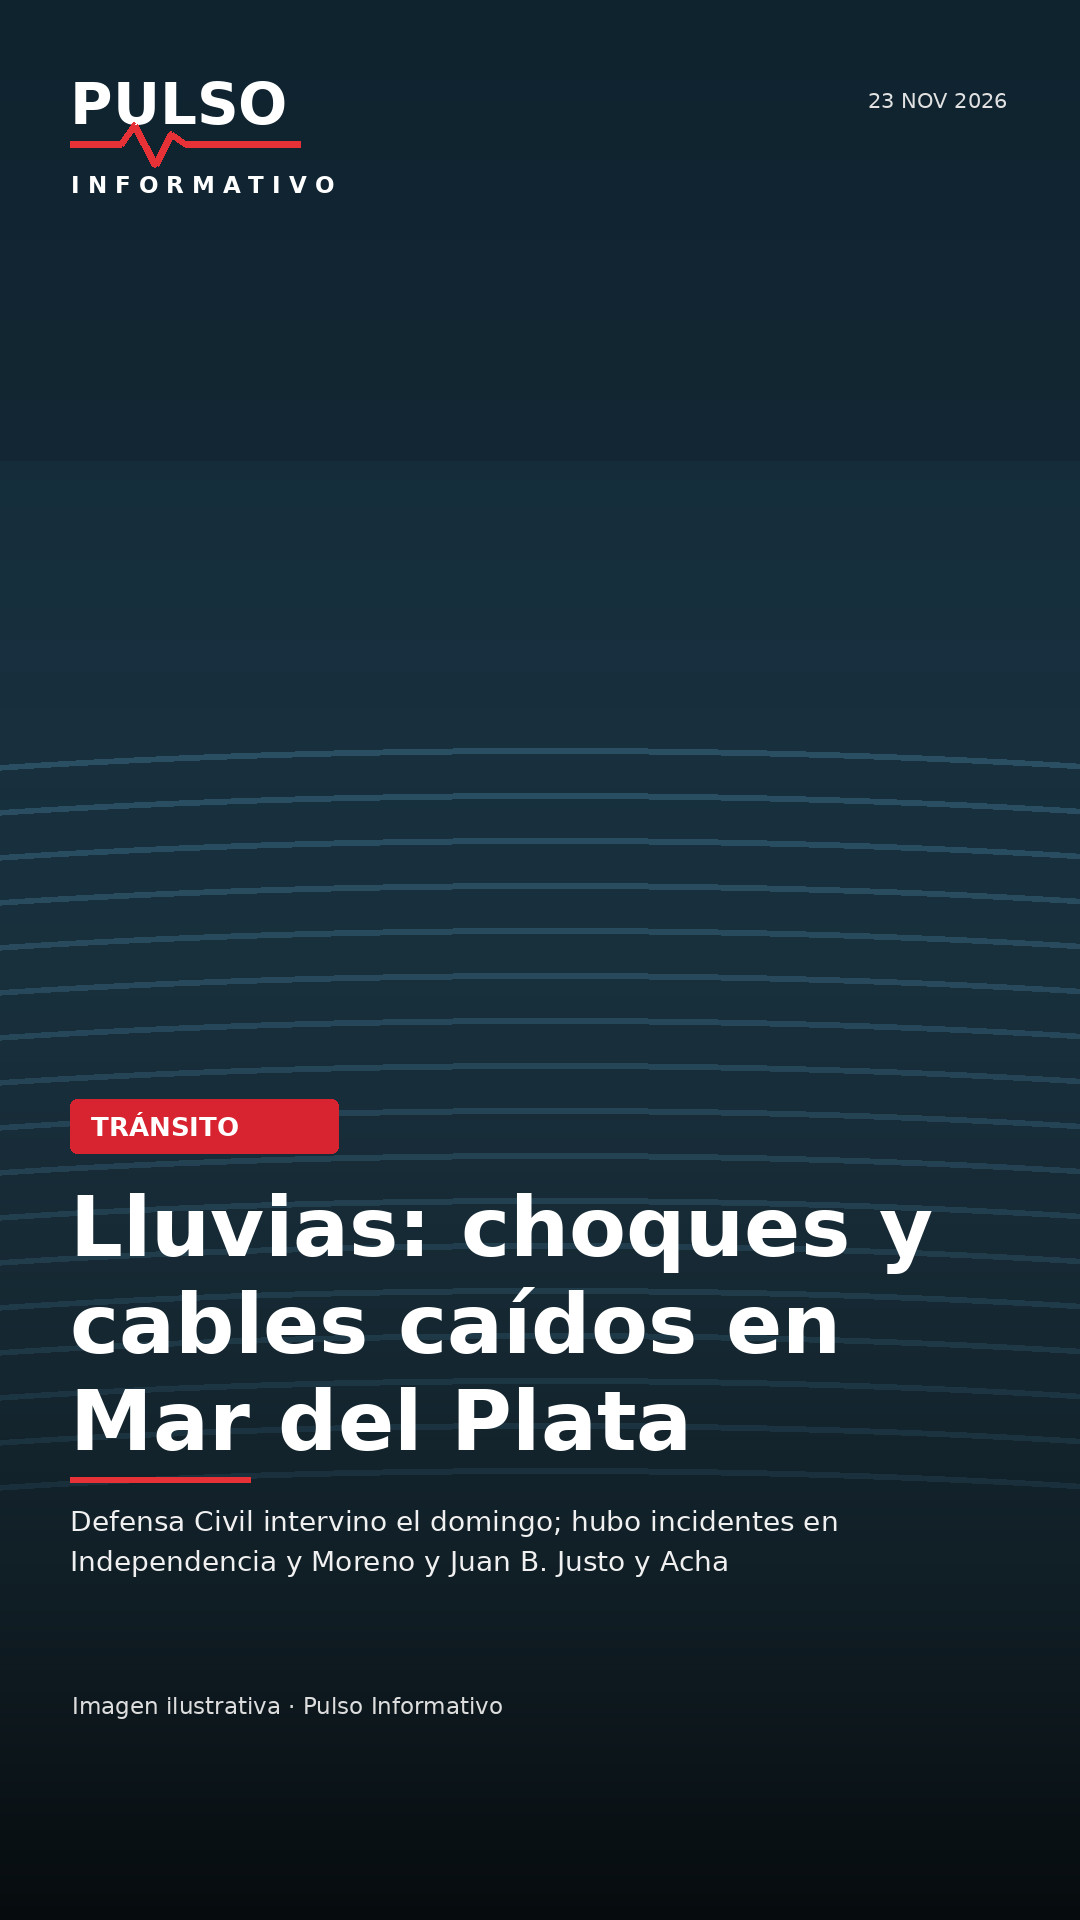 PULSO
INFORMATIVO
23 NOV 2026
TRÁNSITO
Lluvias: choques y
cables caídos en
Mar del Plata
Defensa Civil intervino el domingo; hubo incidentes en
Independencia y Moreno y Juan B. Justo y Acha
Imagen ilustrativa · Pulso Informativo